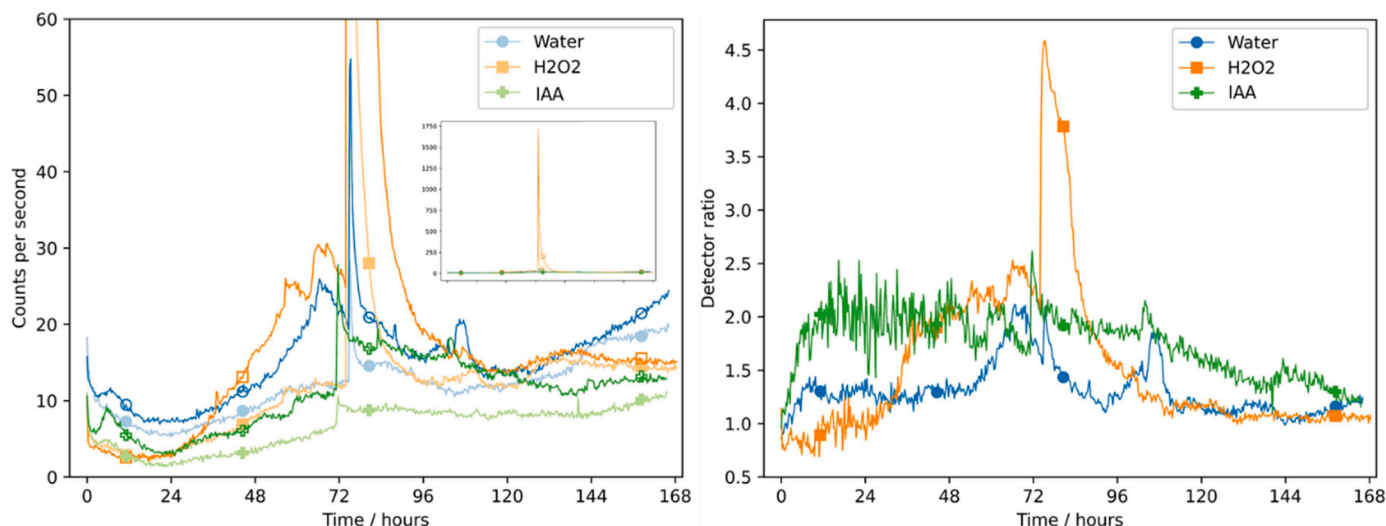 60
50
40
30
20
10
0
Counts per second
0 24 48 72 96 120 144 168
Time / hours
Water
H2O2
IAA
1750
1500
1250
1000
750
500
250
0
4.5
4.0
3.5
3.0
2.5
2.0
1.5
1.0
0.5
Detector ratio
0 24 48 72 96 120 144 168
Time / hours
Water
H2O2
IAA